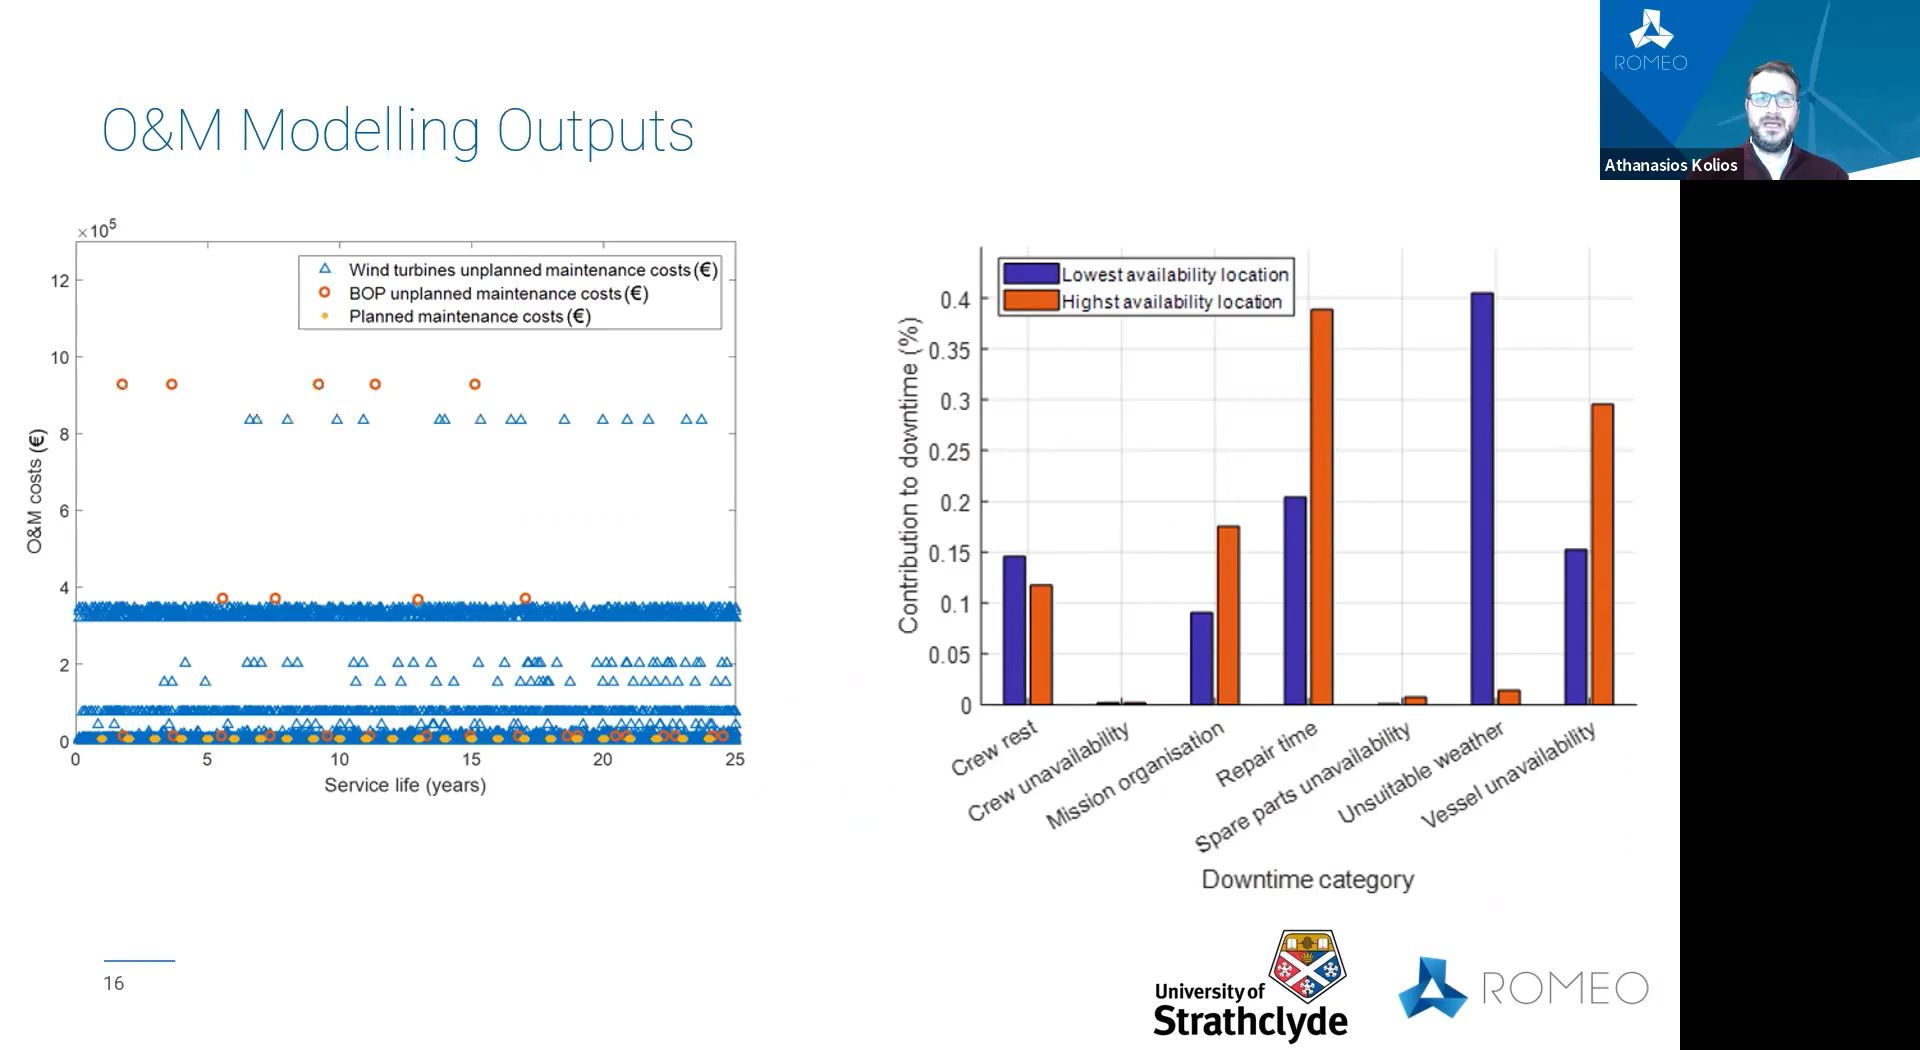 O&M Modelling Outputs
ROMEO
Athanasios Kolios
×10⁵
Wind turbines unplanned maintenance costs (€)
BOP unplanned maintenance costs (€)
Planned maintenance costs (€)
12
10
8
6
4
2
0
O&M costs (€)
0 5 10 15 20 25
Service life (years)
Lowest availability location
Highst availability location
0.4
0.35
0.3
0.25
0.2
0.15
0.1
0.05
0
Contribution to downtime (%)
Crew rest
Crew unavailability
Mission organisation
Repair time
Spare parts unavailability
Unsuitable weather
Vessel unavailability
Downtime category
16
University of
Strathclyde
ROMEO